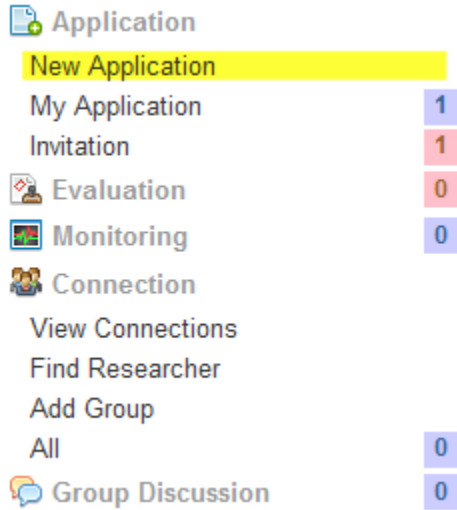 Application
New Application
My Application 1
Invitation 1
Evaluation 0
Monitoring 0
Connection
View Connections
Find Researcher
Add Group
All 0
Group Discussion 0